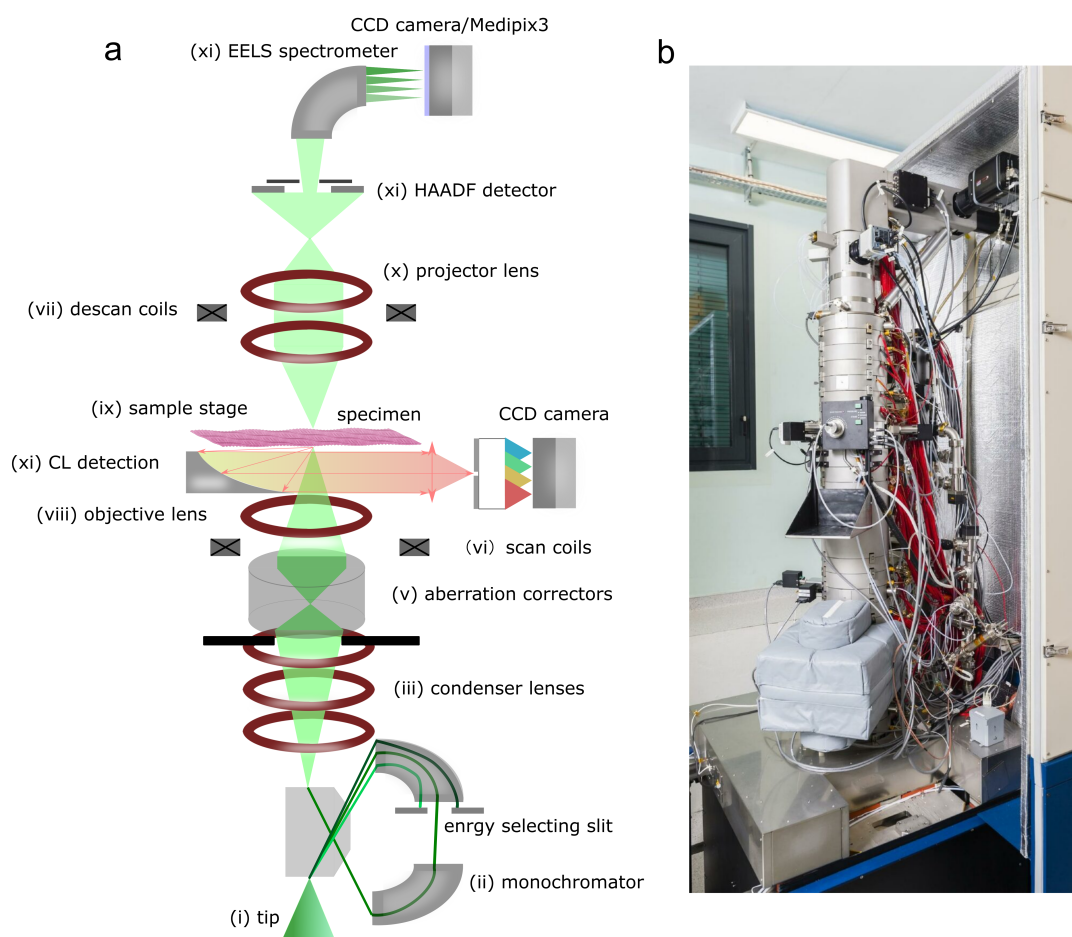 a
CCD camera/Medipix3
(xi) EELS spectrometer
b
(xi) HAADF detector
(x) projector lens
(vii) descan coils
(ix) sample stage
specimen
CCD camera
(xi) CL detection
(viii) objective lens
(vi) scan coils
(v) aberration correctors
(iii) condenser lenses
enrgy selecting slit
(ii) monochromator
(i) tip